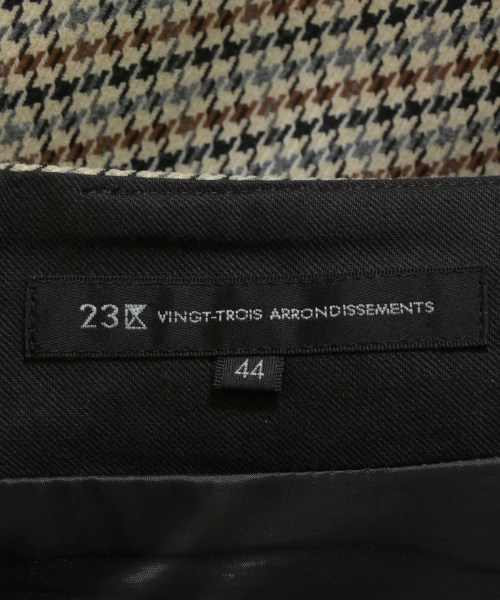 23区 VINGT-TROIS ARRONDISSEMENTS
44